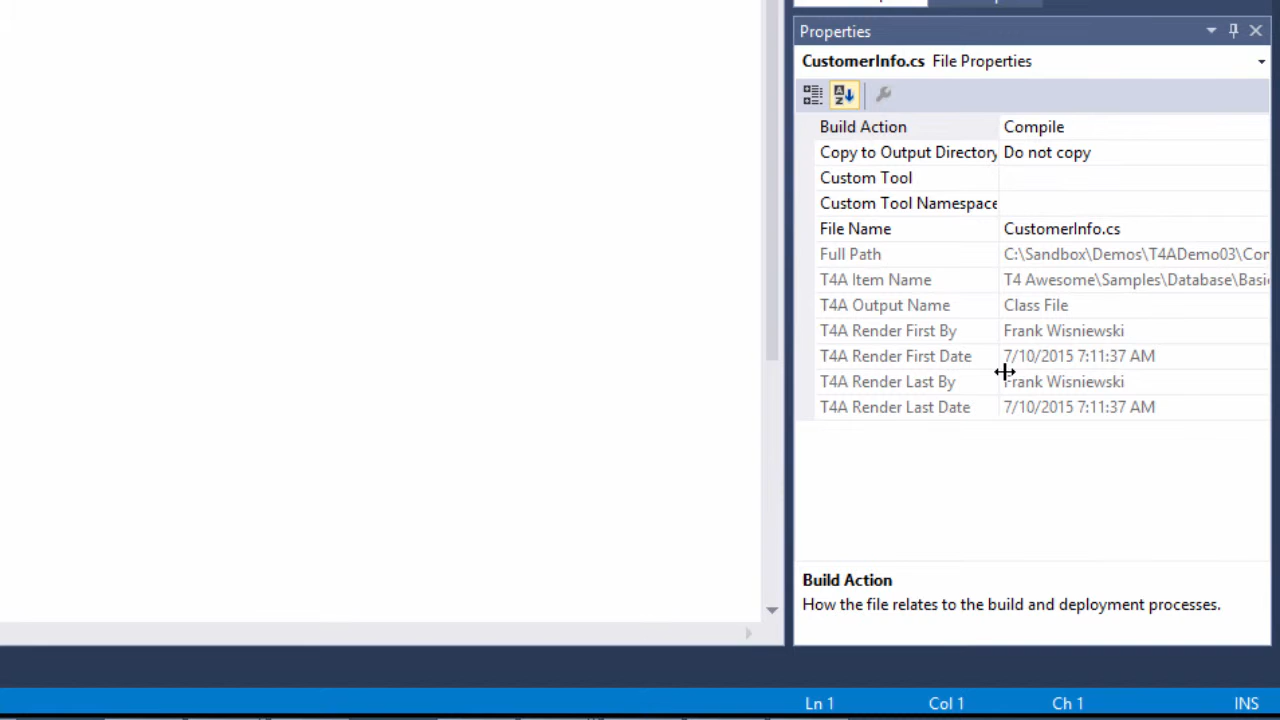 Properties
CustomerInfo.cs File Properties
Build Action Compile
Copy to Output Directory Do not copy
Custom Tool
Custom Tool Namespace
File Name CustomerInfo.cs
Full Path C:\Sandbox\Demos\T4ADemo03\Cor
T4A Item Name T4 Awesome\Samples\Database\Basi
T4A Output Name Class File
T4A Render First By Frank Wisniewski
T4A Render First Date 7/10/2015 7:11:37 AM
T4A Render Last By Frank Wisniewski
T4A Render Last Date 7/10/2015 7:11:37 AM
Build Action
How the file relates to the build and deployment processes.
Ln 1 Col 1 Ch 1 INS